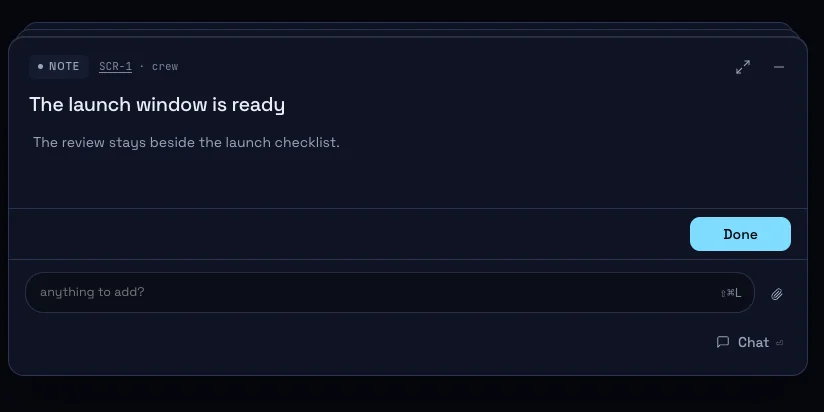 NOTE SCR-1 · crew
The launch window is ready
The review stays beside the launch checklist.
Done
anything to add? ⇧⌘L
Chat ⏎